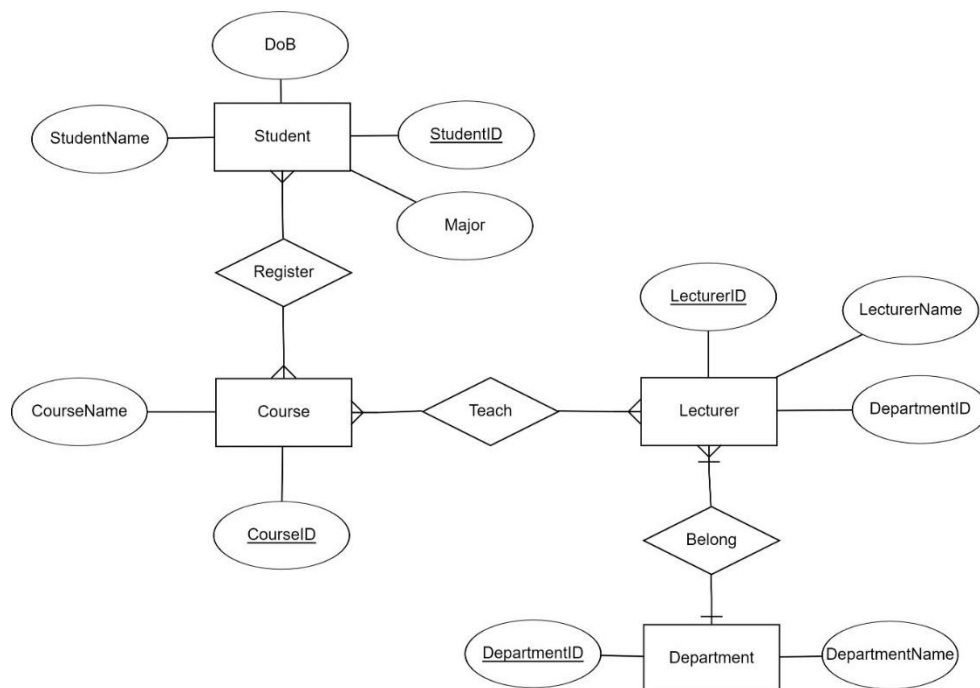 DoB
StudentName
Student
StudentID
Major
Register
LecturerID
LecturerName
CourseName
Course
Teach
Lecturer
DepartmentID
CourseID
Belong
DepartmentID
Department
DepartmentName